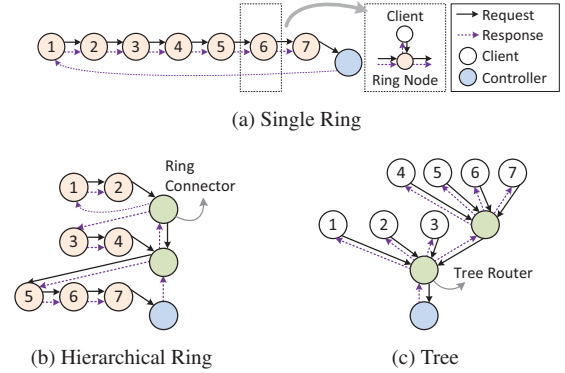 Client
Ring Node
Request
Response
Client
Controller
1 2 3 4 5 6 7
(a) Single Ring
Ring
Connector
1 2
3 4
5 6 7
(b) Hierarchical Ring
4 5 6 7
1 2 3
Tree Router
(c) Tree